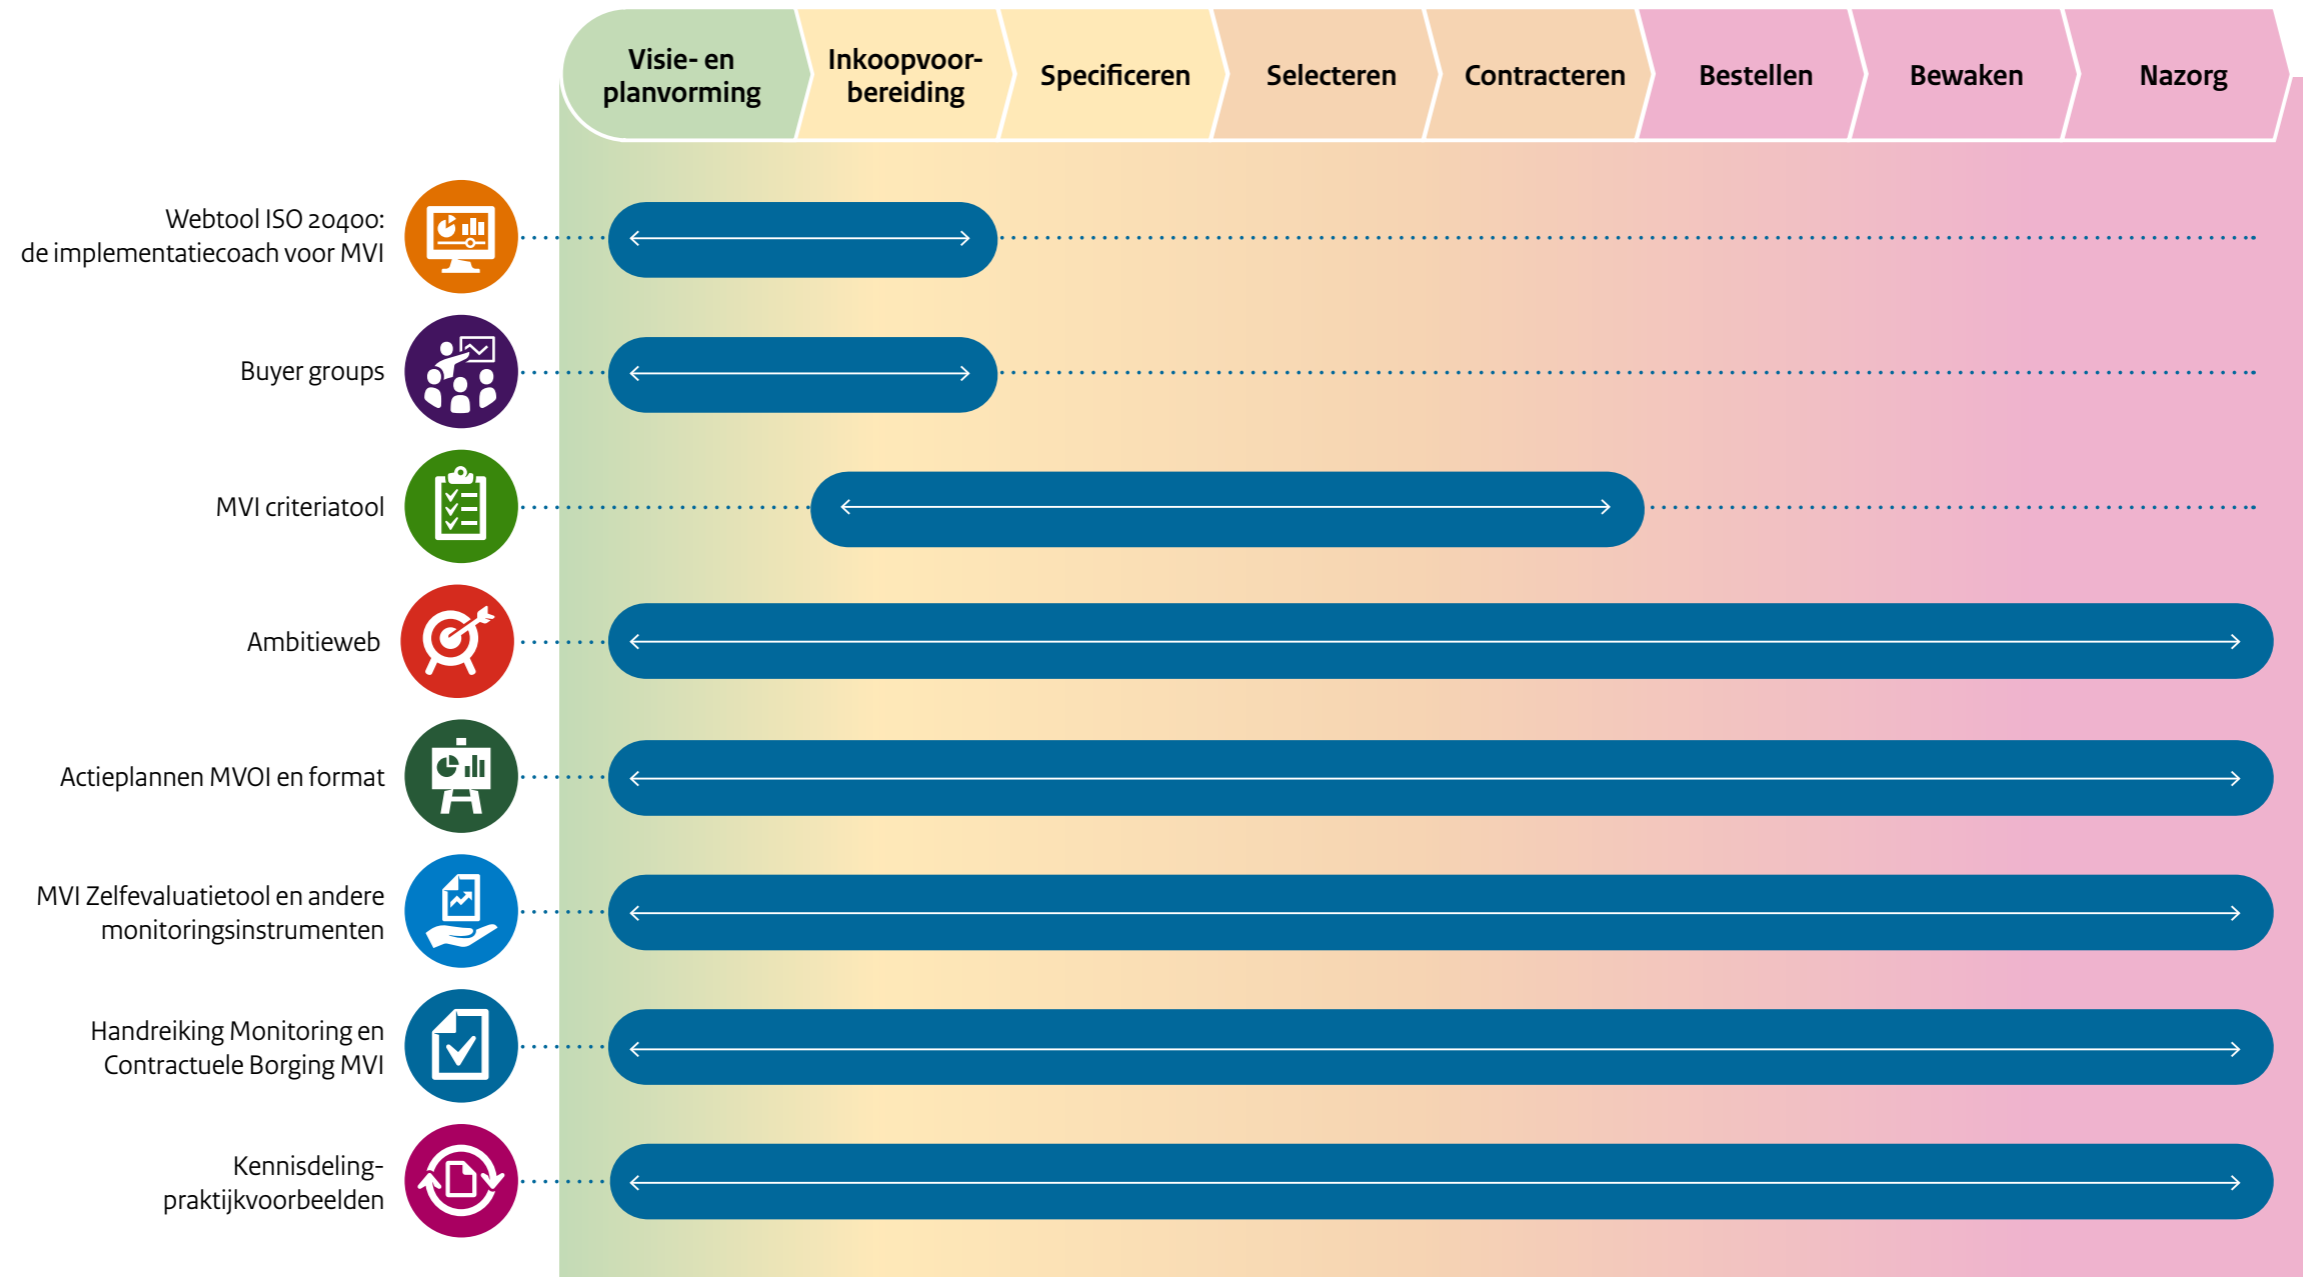 Visie- en
planvorming
Inkoopvoor-
bereiding
Specificeren
Selecteren
Contracteren
Bestellen
Bewaken
Nazorg
Webtool ISO 20400:
de implementatiecoach voor MVI
Buyer groups
MVI criteriatool
Ambitieweb
Actieplannen MVOI en format
MVI Zelfevaluatietool en andere
monitoringsinstrumenten
Handreiking Monitoring en
Contractuele Borging MVI
Kennisdeling-
praktijkvoorbeelden